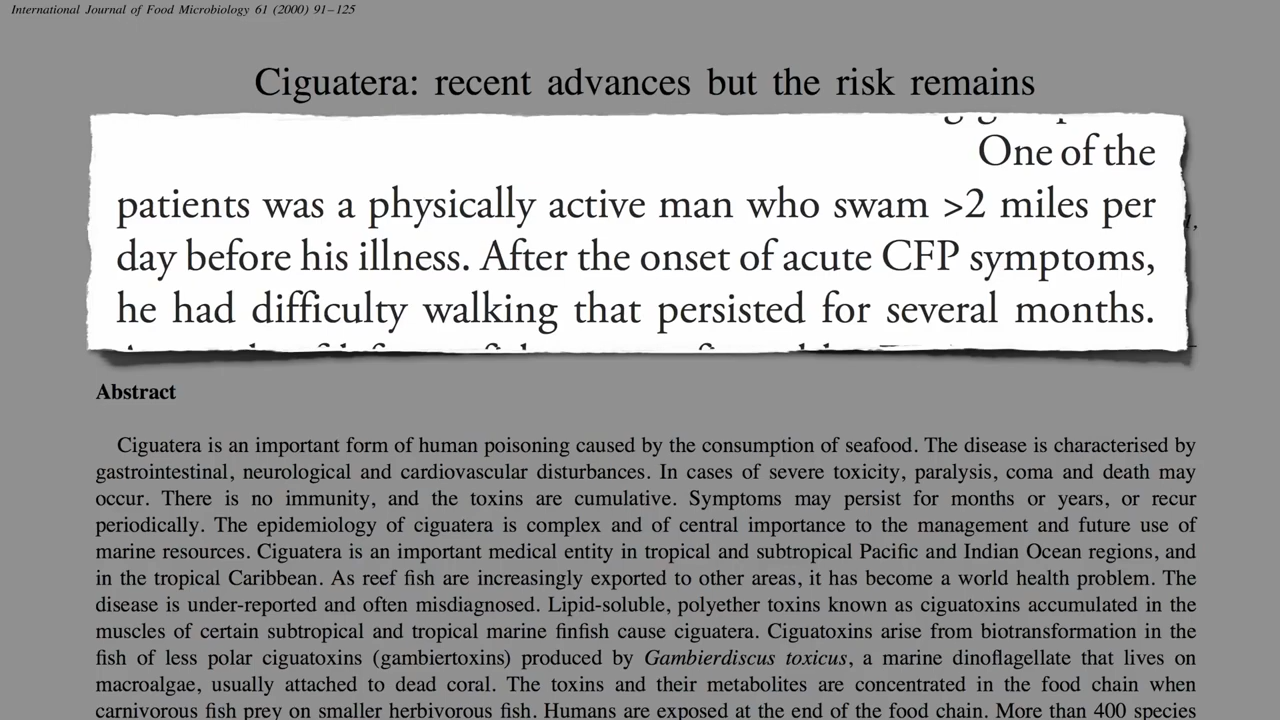 International Journal of Food Microbiology 61 (2000) 91–125
Ciguatera: recent advances but the risk remains
One of the
patients was a physically active man who swam >2 miles per
day before his illness. After the onset of acute CFP symptoms,
he had difficulty walking that persisted for several months.
Abstract
Ciguatera is an important form of human poisoning caused by the consumption of seafood. The disease is characterised by
gastrointestinal, neurological and cardiovascular disturbances. In cases of severe toxicity, paralysis, coma and death may
occur. There is no immunity, and the toxins are cumulative. Symptoms may persist for months or years, or recur
periodically. The epidemiology of ciguatera is complex and of central importance to the management and future use of
marine resources. Ciguatera is an important medical entity in tropical and subtropical Pacific and Indian Ocean regions, and
in the tropical Caribbean. As reef fish are increasingly exported to other areas, it has become a world health problem. The
disease is under-reported and often misdiagnosed. Lipid-soluble, polyether toxins known as ciguatoxins accumulated in the
muscles of certain subtropical and tropical marine finfish cause ciguatera. Ciguatoxins arise from biotransformation in the
fish of less polar ciguatoxins (gambiertoxins) produced by Gambierdiscus toxicus, a marine dinoflagellate that lives on
macroalgae, usually attached to dead coral. The toxins and their metabolites are concentrated in the food chain when
carnivorous fish prey on smaller herbivorous fish. Humans are exposed at the end of the food chain. More than 400 species